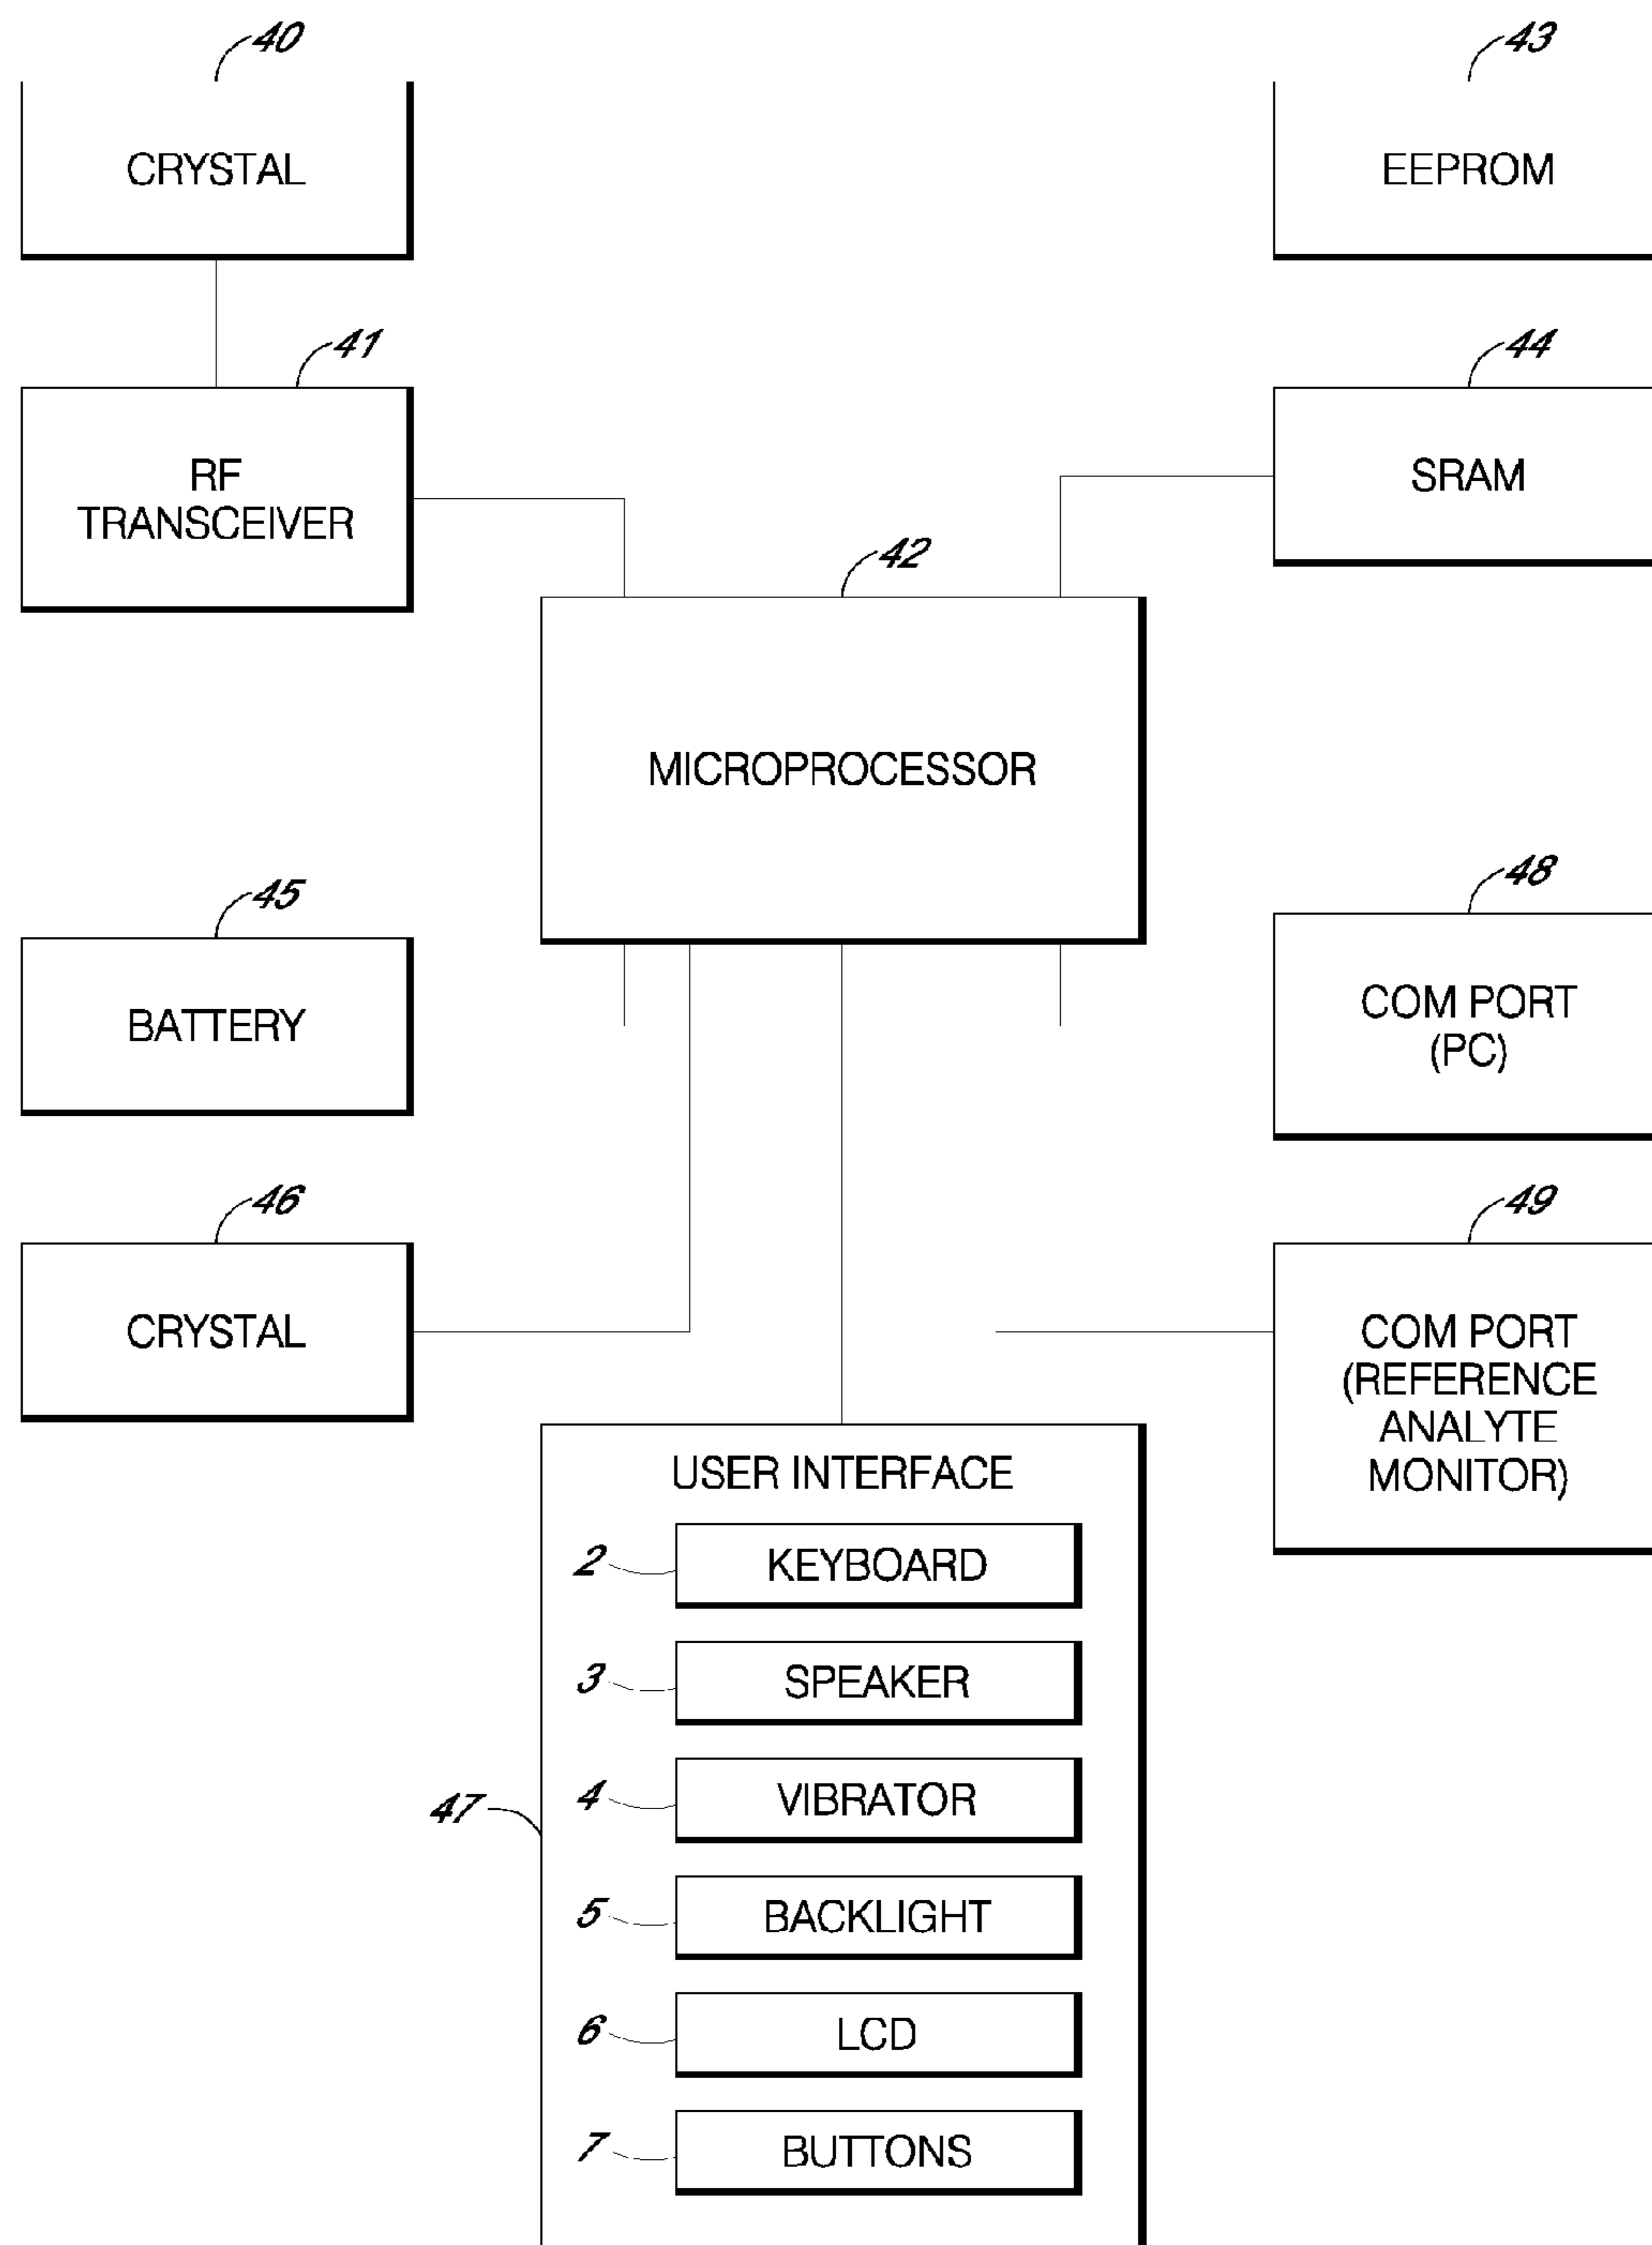 40
43
CRYSTAL
EEPROM
41
44
RF
TRANSCEIVER
SRAM
42
MICROPROCESSOR
45
48
BATTERY
COM PORT
(PC)
46
49
CRYSTAL
COM PORT
(REFERENCE
ANALYTE
MONITOR)
USER INTERFACE
2
KEYBOARD
3
SPEAKER
47
4
VIBRATOR
5
BACKLIGHT
6
LCD
7
BUTTONS